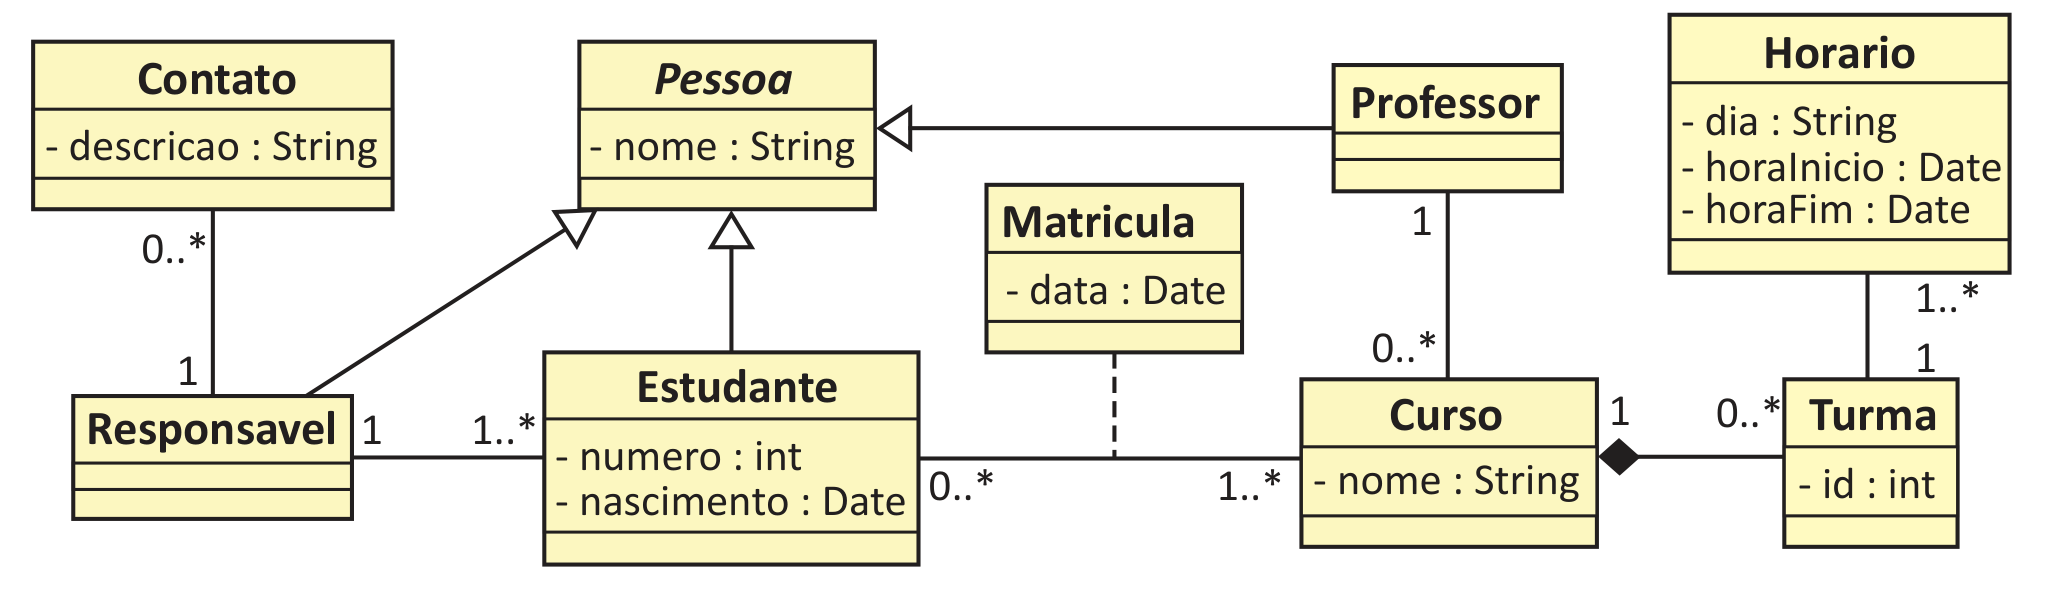 Contato
- descricao : String
0..*
1
Responsavel
1
1..*
Pessoa
- nome : String
Estudante
- numero : int
- nascimento : Date
0..*
1..*
Matricula
- data : Date
Professor
1
0..*
Curso
- nome : String
1
0..*
Horario
- dia : String
- horaInicio : Date
- horaFim : Date
1..*
1
Turma
- id : int